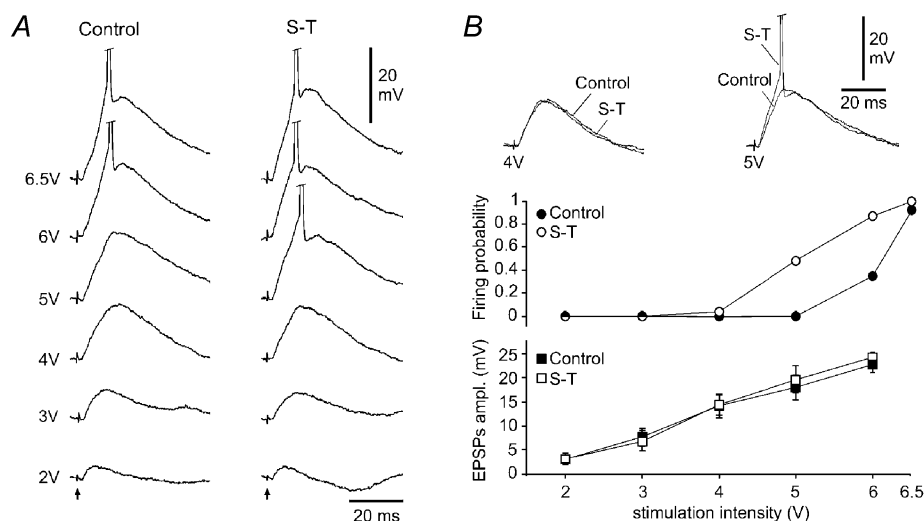 A
Control
S-T
20
mV
6.5V
6V
5V
4V
3V
2V
20 ms
B
S-T
Control
20
mV
Control
S-T
20 ms
4V
5V
Firing probability
1
0.8
0.6
0.4
0.2
0
Control
S-T
EPSPs ampl. (mV)
25
20
15
10
5
0
Control
S-T
2
3
4
5
6
6.5
stimulation intensity (V)